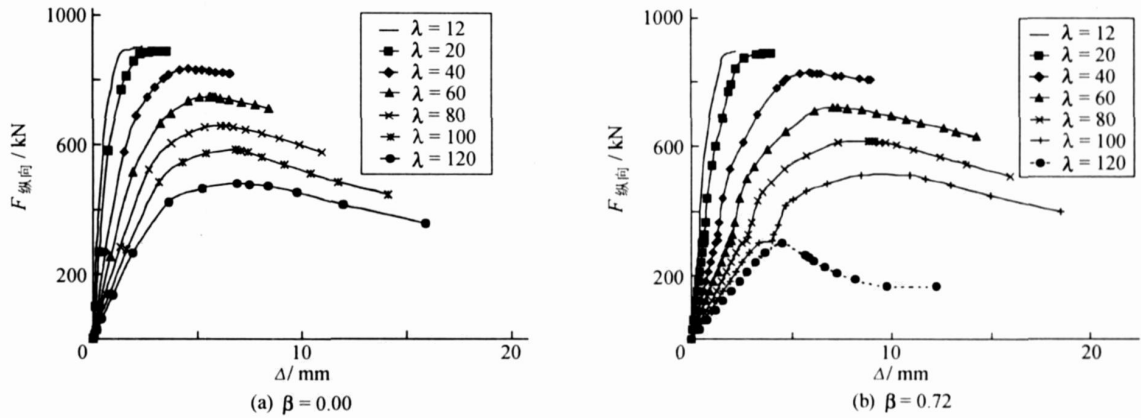 1000
600
200
0
10
20
F纵向 / kN
Δ/ mm
λ = 12
λ = 20
λ = 40
λ = 60
λ = 80
λ = 100
λ = 120
(a) β = 0.00
1000
600
200
0
10
20
F纵向 / kN
Δ/ mm
λ = 12
λ = 20
λ = 40
λ = 60
λ = 80
λ = 100
λ = 120
(b) β = 0.72